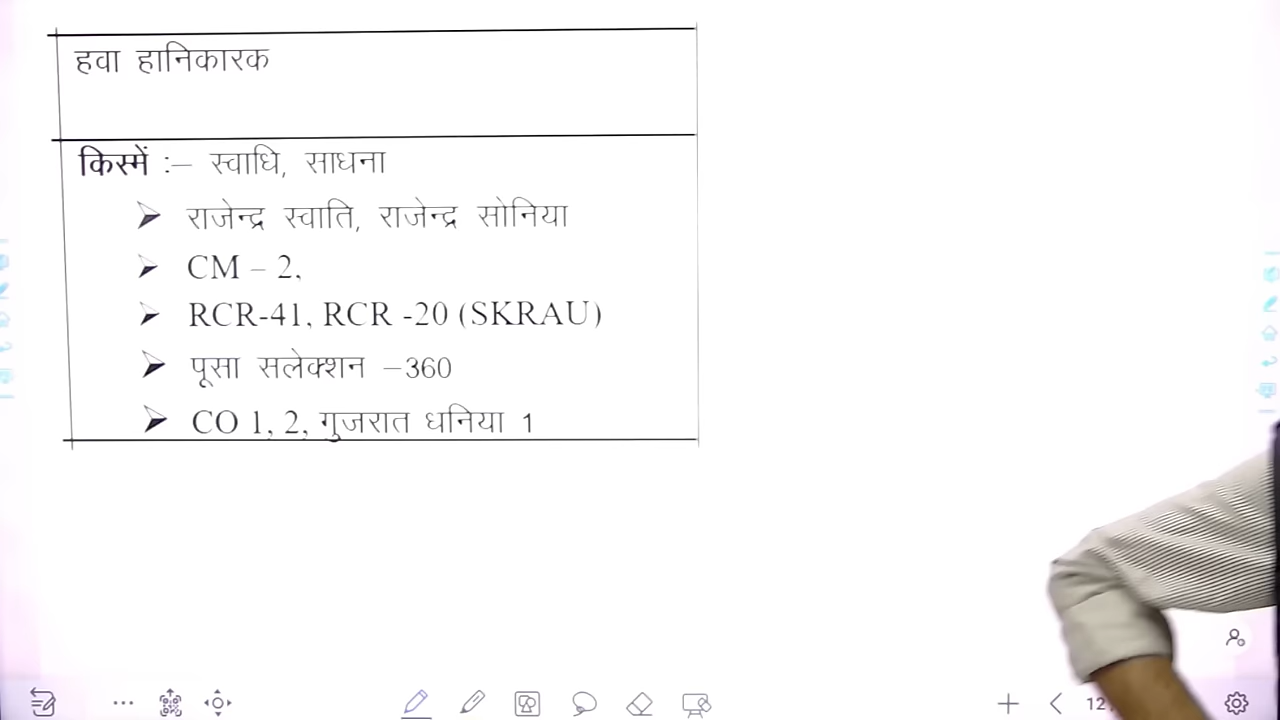 हवा हानिकारक
किस्में :– स्वाधि, साधना
➢ राजेन्द्र स्वाति, राजेन्द्र सोनिया
➢ CM – 2,
➢ RCR-41, RCR -20 (SKRAU)
➢ पूसा सलेक्शन –360
➢ CO 1, 2, गुजरात धनिया 1
12